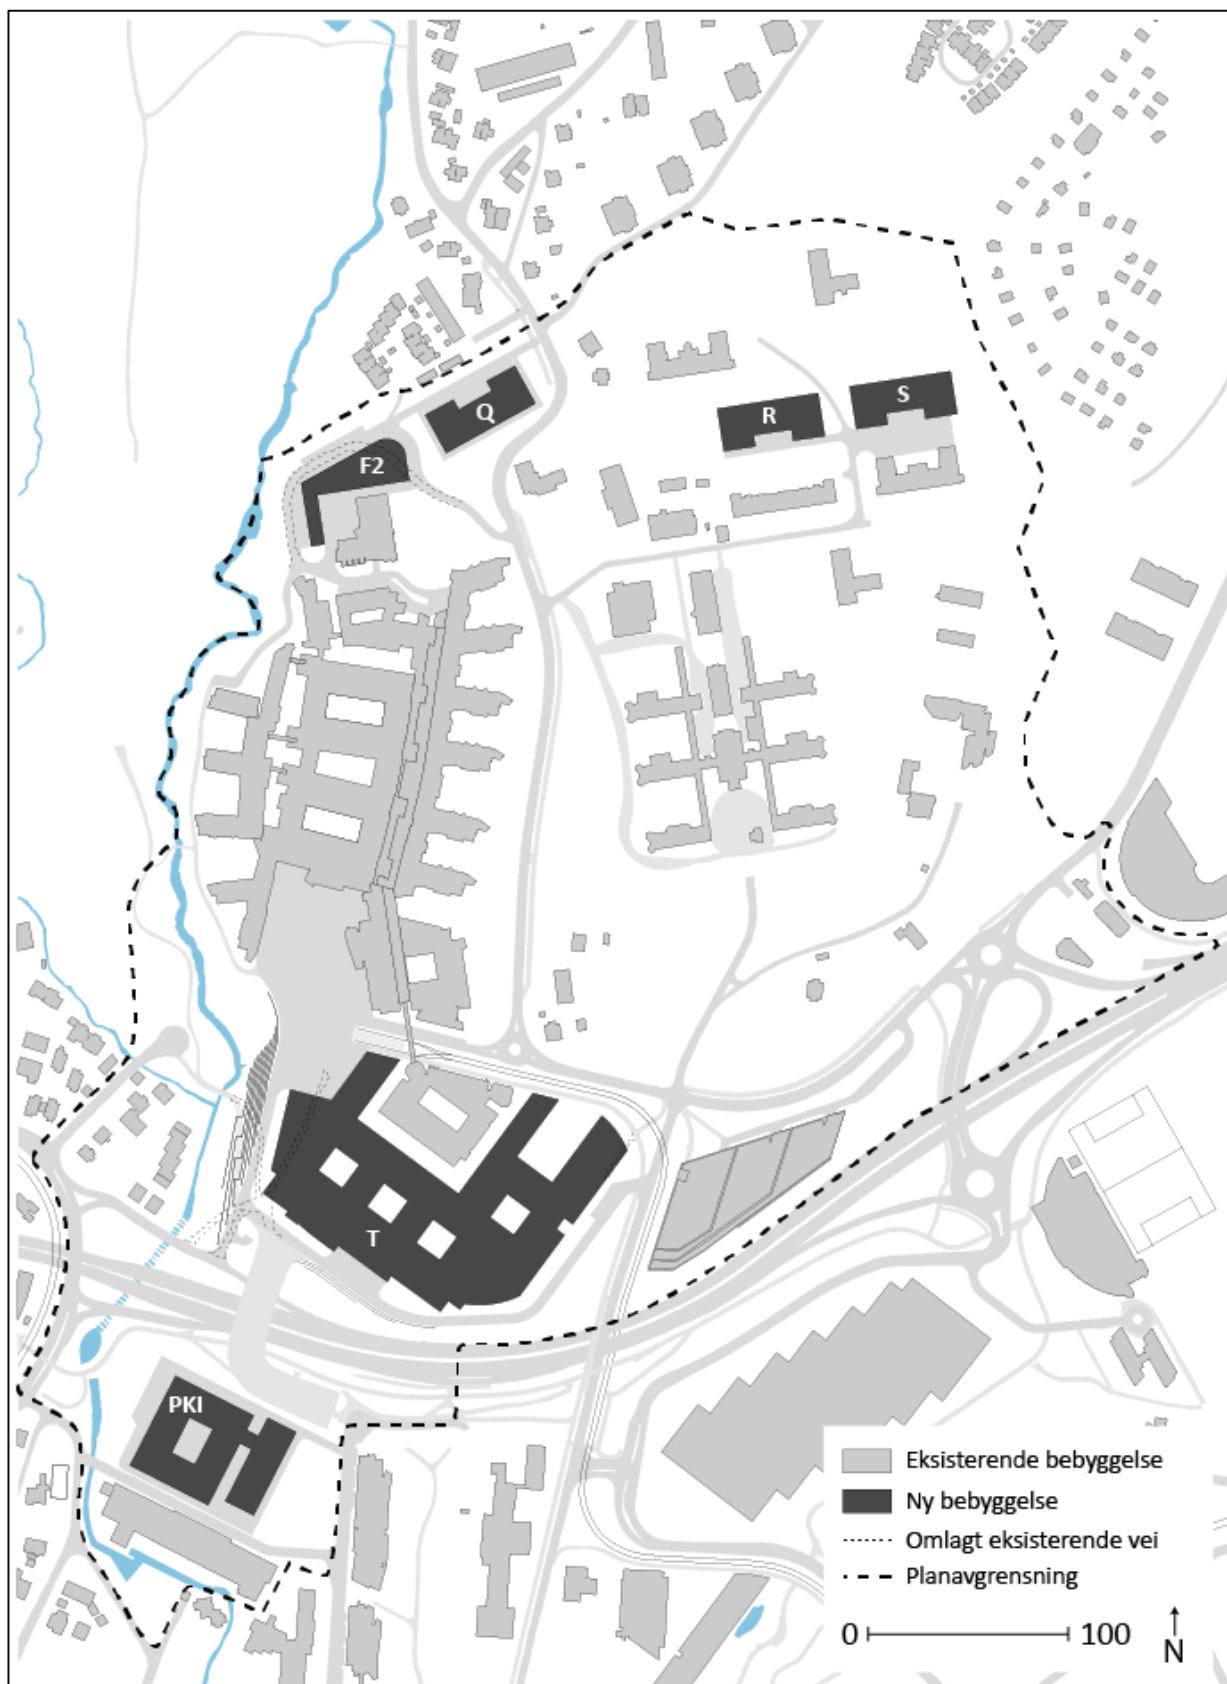 S
R
Q
F2
T
PKI
Eksisterende bebyggelse
Ny bebyggelse
Omlagt eksisterende vei
Planavgrensning
0 100
N